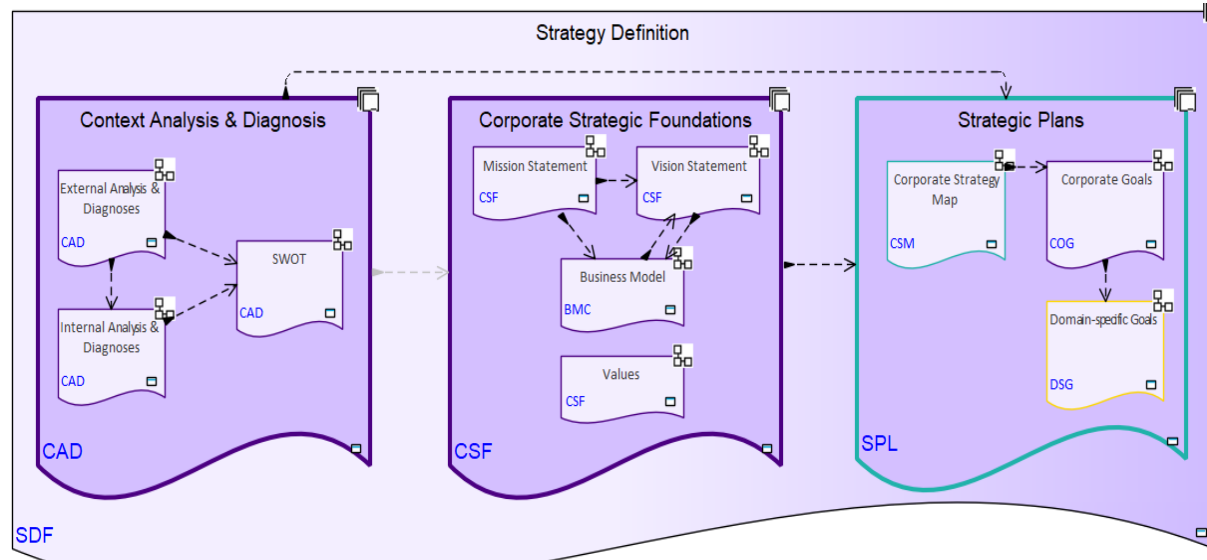 Strategy Definition
Context Analysis & Diagnosis
External Analysis &
Diagnoses
CAD
SWOT
CAD
Internal Analysis &
Diagnoses
CAD
CAD
Corporate Strategic Foundations
Mission Statement
CSF
Vision Statement
CSF
Business Model
BMC
Values
CSF
CSF
Strategic Plans
Corporate Strategy
Map
CSM
Corporate Goals
COG
Domain-specific Goals
DSG
SPL
SDF